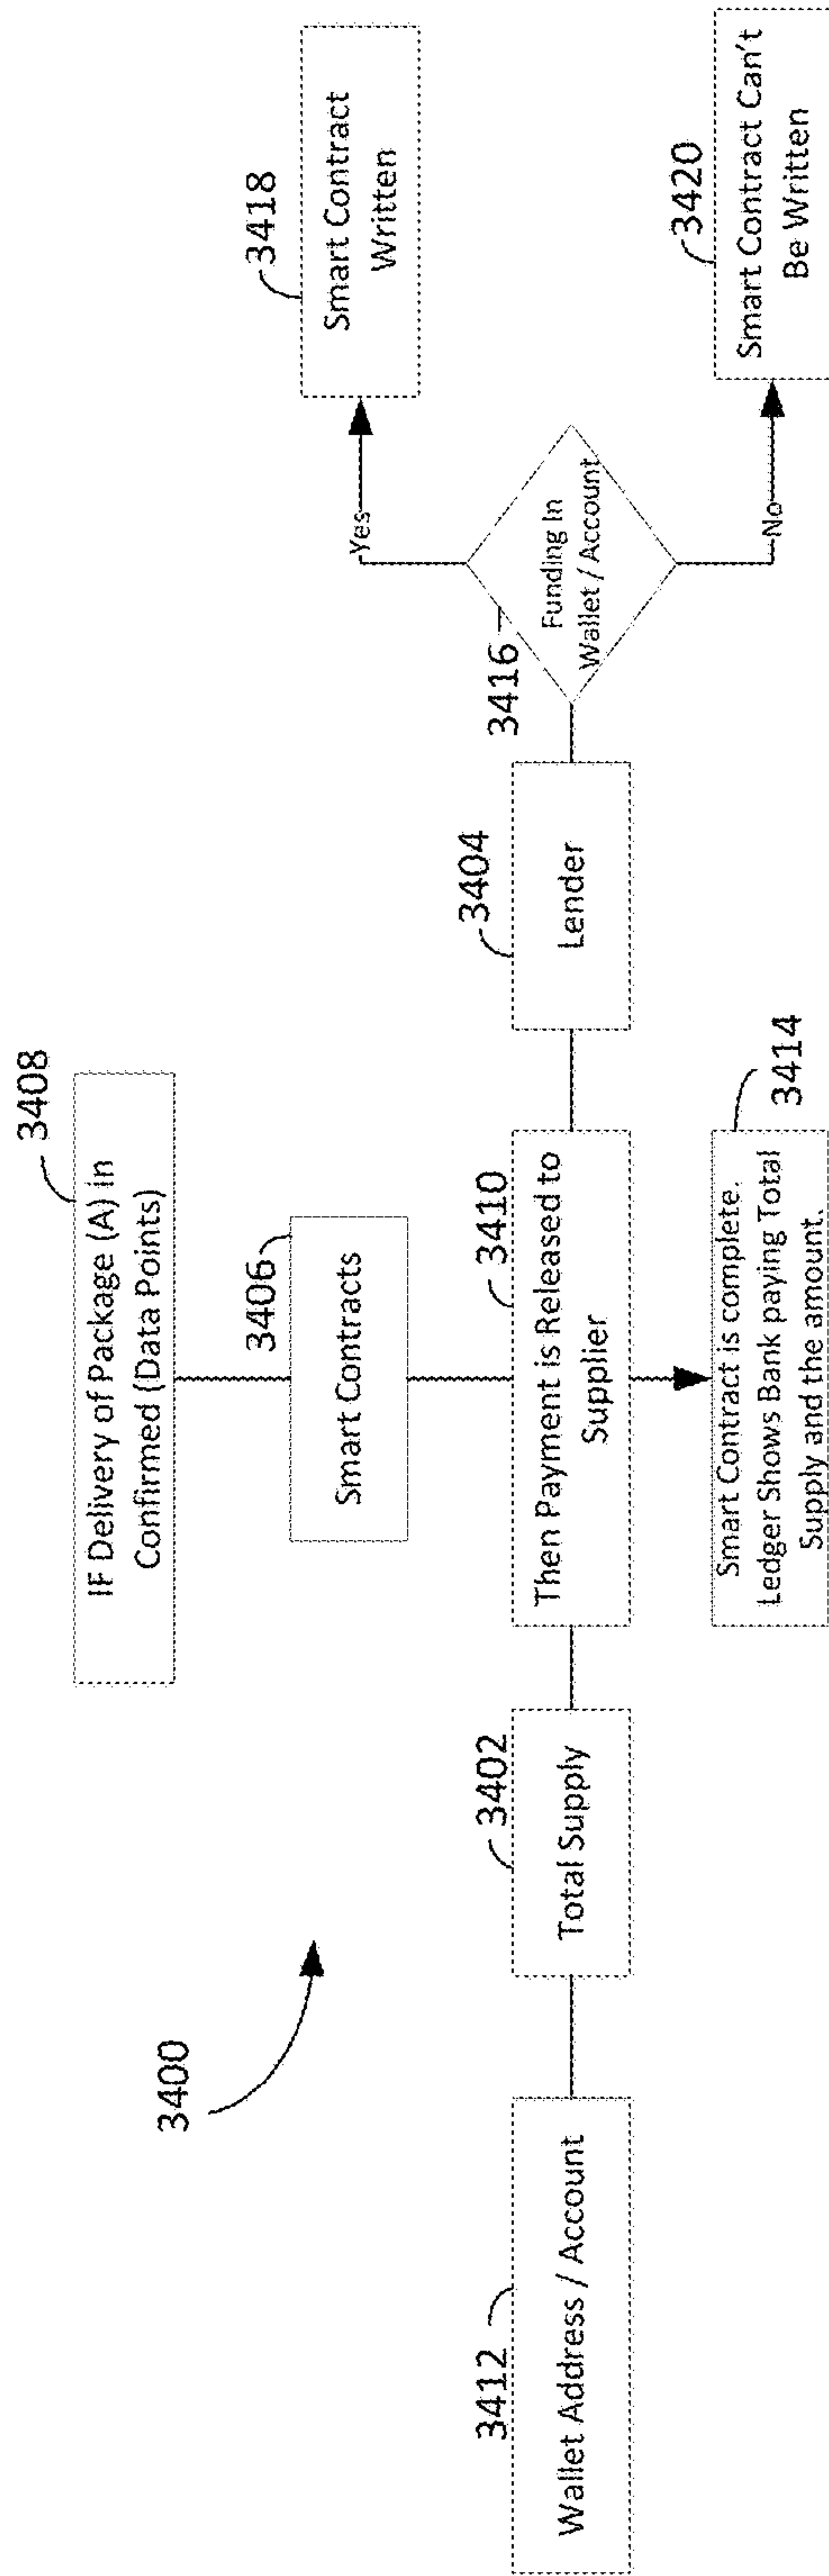 3400
3408
IF Delivery of Package (A) in
Confirmed (Data Points)
3406
Smart Contracts
3418
Smart Contract
Written
3412
Wallet Address / Account
3402
Total Supply
3410
Then Payment is Released to
Supplier
3404
Lender
3416
Funding In
Wallet / Account
Yes
No
3414
Smart Contract is complete.
Ledger Shows Bank paying Total
Supply and the amount.
3420
Smart Contract Can't
Be Written